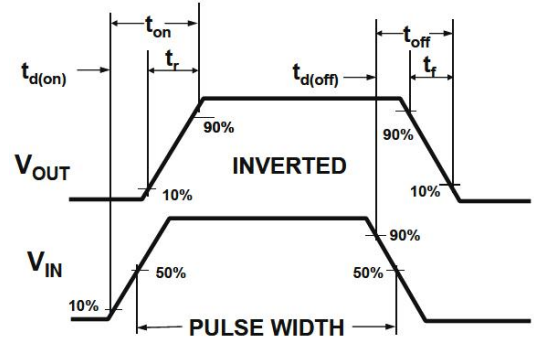 t_on
t_off
t_d(on)
t_r
t_d(off)
t_f
90%
90%
V_OUT
INVERTED
10%
10%
90%
V_IN
50%
50%
10%
PULSE WIDTH